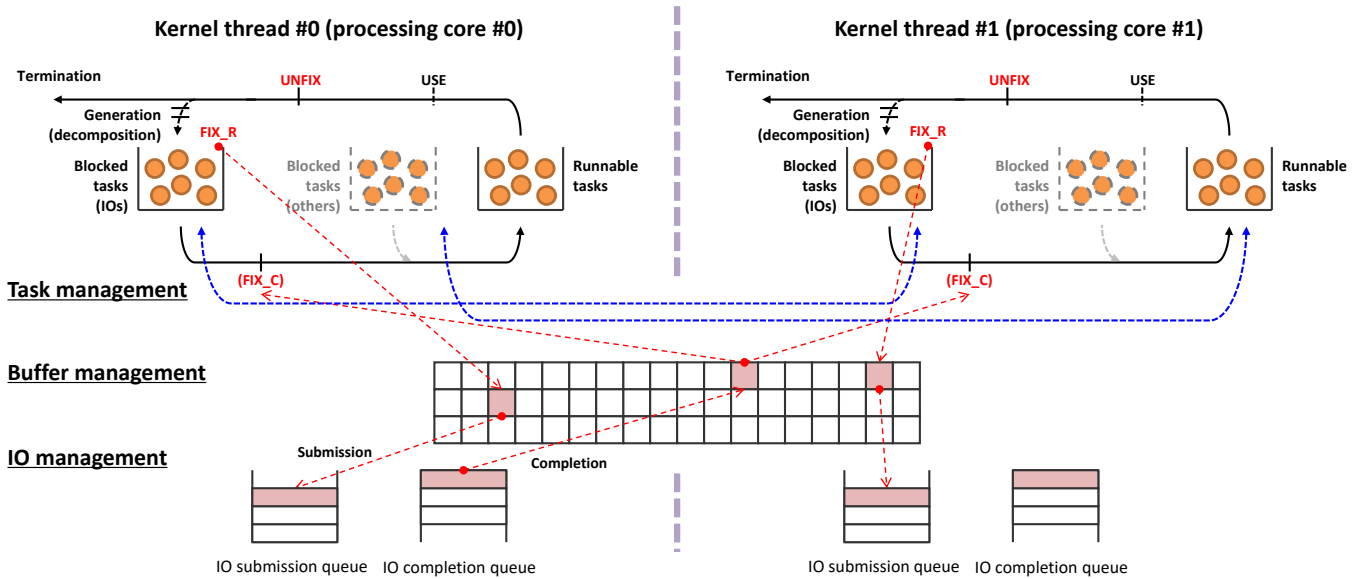 Kernel thread #0 (processing core #0)
Kernel thread #1 (processing core #1)
Termination
UNFIX
USE
Generation
(decomposition)
FIX_R
Blocked
tasks
(IOs)
Blocked
tasks
(others)
Runnable
tasks
(FIX_C)
Termination
UNFIX
USE
Generation
(decomposition)
FIX_R
Blocked
tasks
(IOs)
Blocked
tasks
(others)
Runnable
tasks
(FIX_C)
Task management
Buffer management
IO management
Submission
Completion
IO submission queue
IO completion queue
IO submission queue
IO completion queue